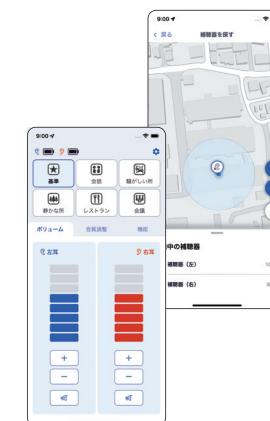 9:00
戻る 補聴器を探す
9:00
基準 会話 騒がしい所
静かな所 レストラン 会議
ボリューム 音質調整 機能
左耳 右耳
中の補聴器
補聴器（左）
補聴器（右）